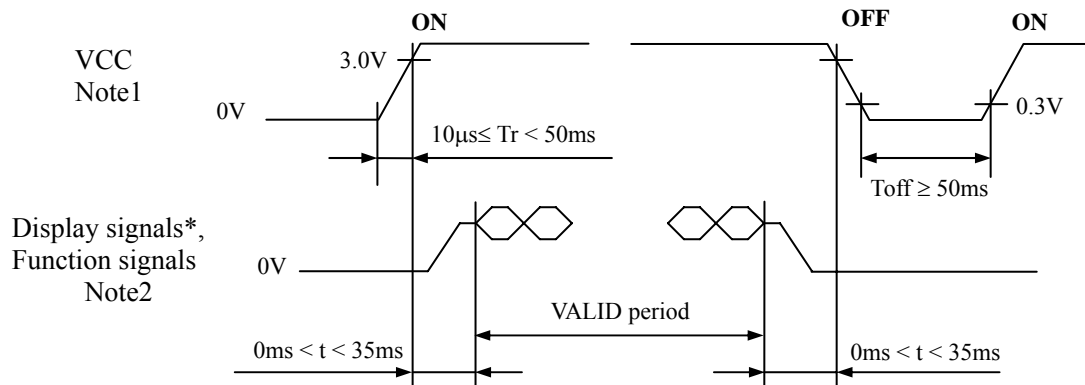 ON
OFF
ON
VCC
Note1
3.0V
0V
0.3V
10μs≤ Tr < 50ms
Toff ≥ 50ms
Display signals*,
Function signals
Note2
0V
VALID period
0ms < t < 35ms
0ms < t < 35ms